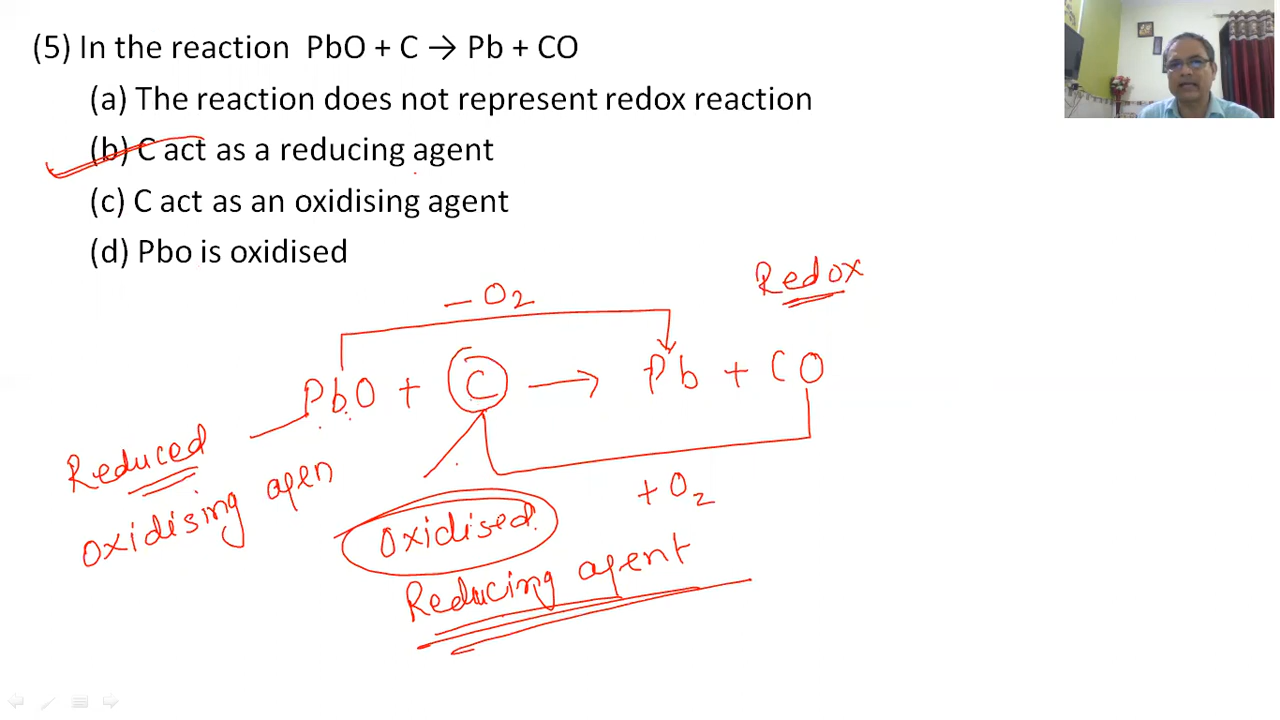 (5) In the reaction PbO + C → Pb + CO
(a) The reaction does not represent redox reaction
(b) C act as a reducing agent
(c) C act as an oxidising agent
(d) Pbo is oxidised
Redox
– O2
PbO + C → Pb + CO
Reduced
oxidising agen
+ O2
Oxidised
Reducing agent